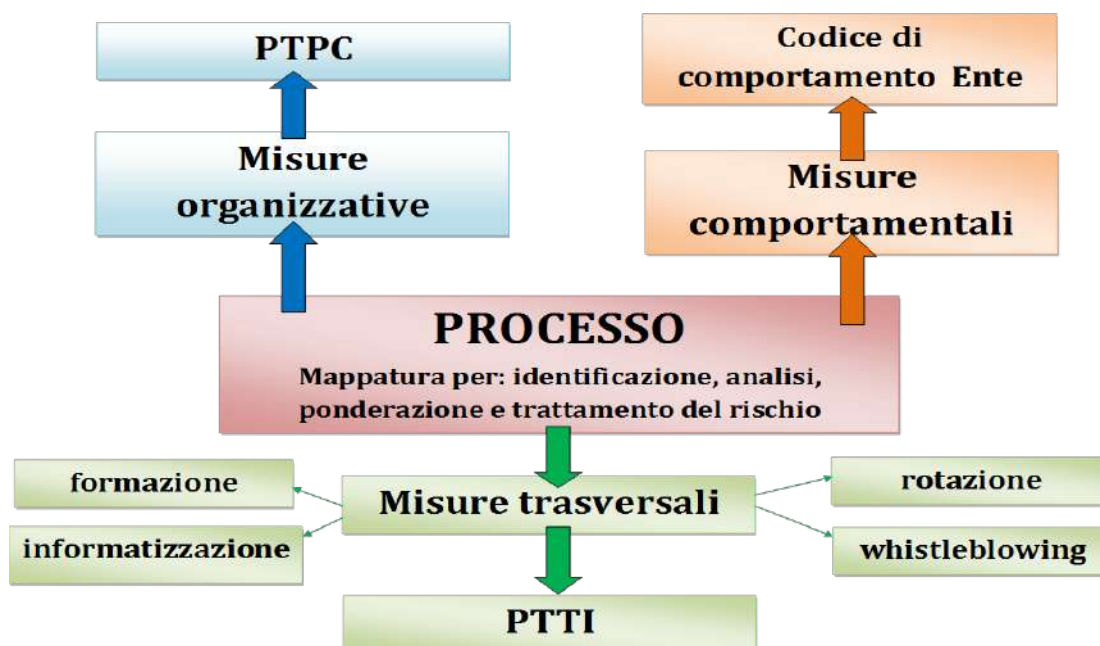 PTPC
Codice di
comportamento Ente
Misure
organizzative
Misure
comportamentali
PROCESSO
Mappatura per: identificazione, analisi,
ponderazione e trattamento del rischio
formazione
Misure trasversali
rotazione
informatizzazione
whistleblowing
PTTI